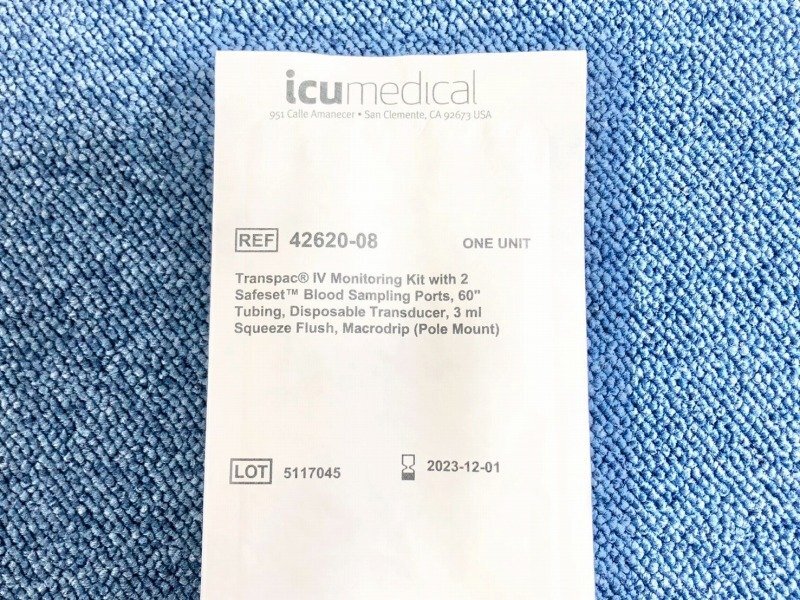 icumedical
951 Calle Amanecer • San Clemente, CA 92673 USA
REF 42620-08 ONE UNIT
Transpac® IV Monitoring Kit with 2
Safeset™ Blood Sampling Ports, 60"
Tubing, Disposable Transducer, 3 ml
Squeeze Flush, Macrodrip (Pole Mount)
LOT 5117045 2023-12-01